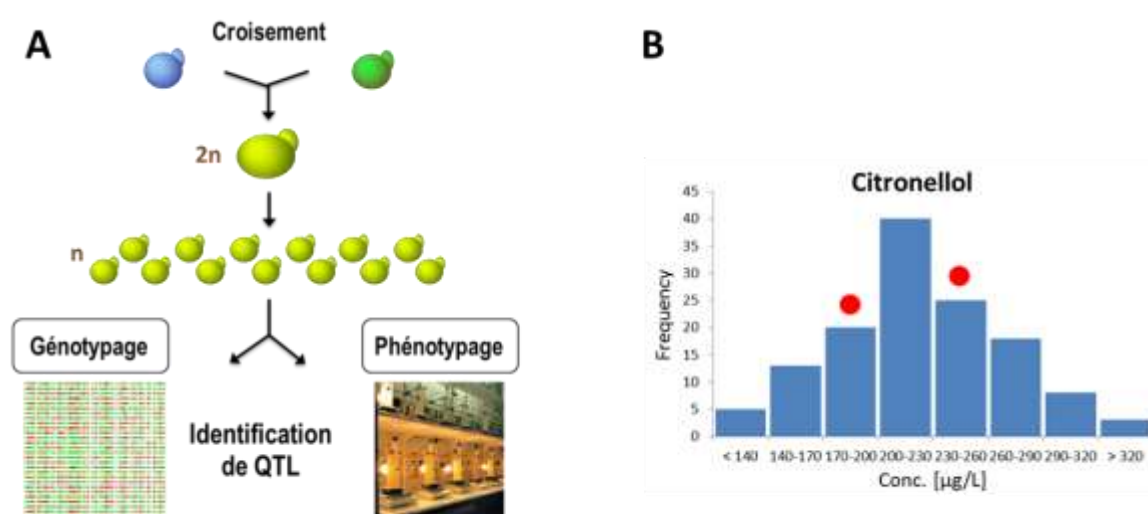 A
Croisement
2n
n
Génotypage
Phénotypage
Identification
de QTL
B
Citronellol
45
40
35
30
25
20
15
10
5
0
Frequency
< 140 140-170 170-200 200-230 230-260 260-290 290-320 > 320
Conc. [µg/L]